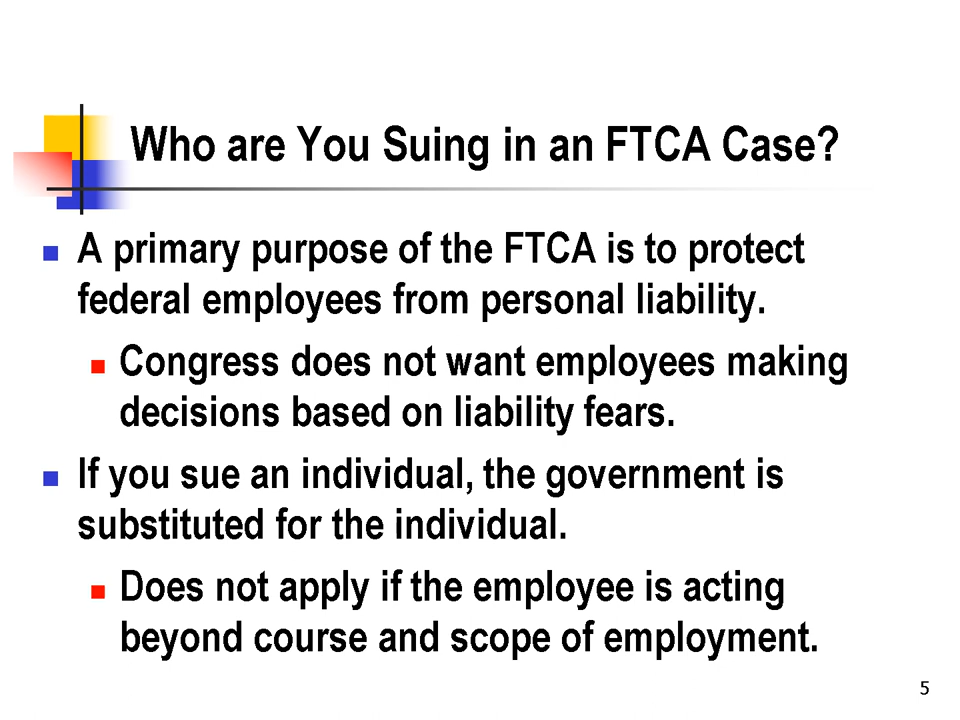 Who are You Suing in an FTCA Case?
A primary purpose of the FTCA is to protect
federal employees from personal liability.
Congress does not want employees making
decisions based on liability fears.
If you sue an individual, the government is
substituted for the individual.
Does not apply if the employee is acting
beyond course and scope of employment.
5